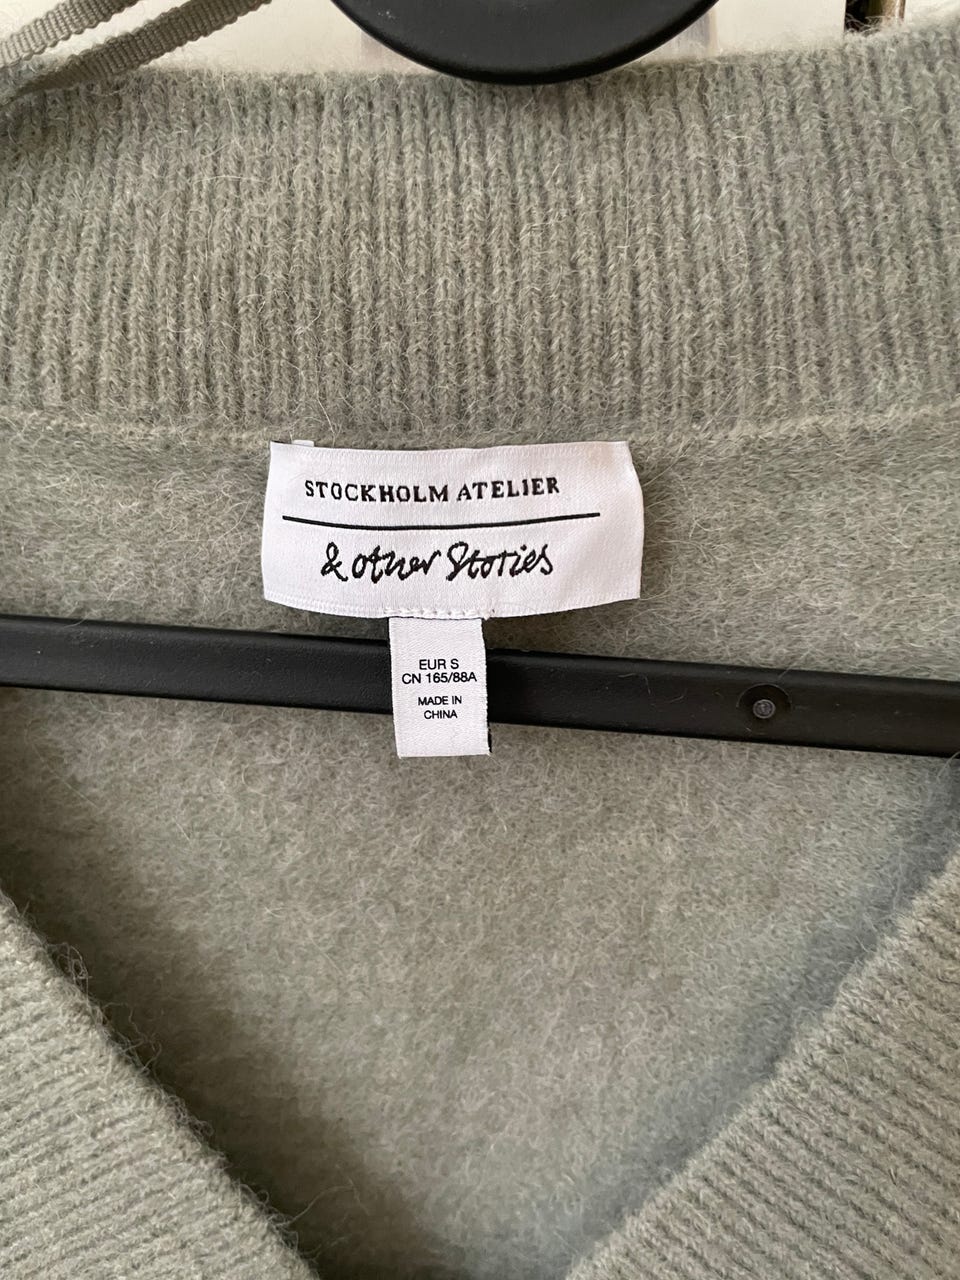 STOCKHOLM ATELIER
& other Stories
EUR S
CN 165/88A
MADE IN
CHINA